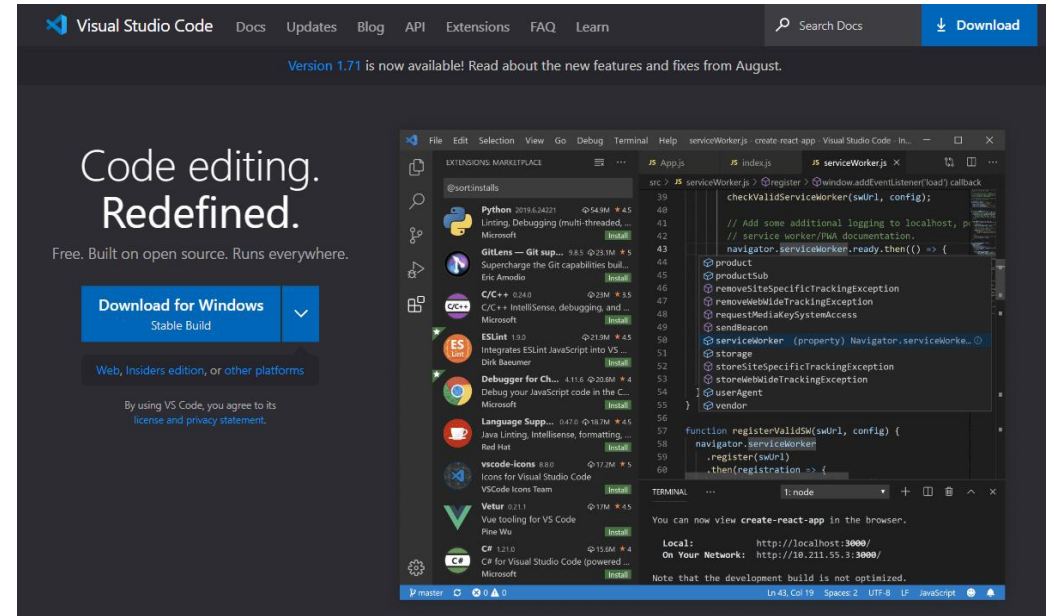 Visual Studio Code Docs Updates Blog API Extensions FAQ Learn Search Docs Download
Version 1.71 is now available! Read about the new features and fixes from August.
Code editing.
Redefined.
Free. Built on open source. Runs everywhere.
Download for Windows
Stable Build
Web, Insiders edition, or other platforms
By using VS Code, you agree to its
license and privacy statement.
File Edit Selection View Go Debug Terminal Help serviceWorker.js - create-react-app - Visual Studio Code - In...
EXTENSIONS: MARKETPLACE
@sort:installs
Python 2019.6.24221 54.9M ★ 4.5
Linting, Debugging (multi-threaded, ...
Microsoft Install
GitLens — Git sup... 9.8.5 23.1M ★ 5
Supercharge the Git capabilities buil...
Eric Amodio Install
C/C++ C/C++ 0.24.0 23M ★ 3.5
C/C++ IntelliSense, debugging, and ...
Microsoft Install
ES Lint ESLint 1.9.0 21.9M ★ 4.5
Integrates ESLint JavaScript into VS ...
Dirk Baeumer Install
Debugger for Ch... 4.11.6 20.6M ★ 4
Debug your JavaScript code in the C...
Microsoft Install
Language Supp... 0.47.0 18.7M ★ 4.5
Java Linting, Intellisense, formatting, ...
Red Hat Install
vscode-icons 8.8.0 17.2M ★ 5
Icons for Visual Studio Code
VSCode Icons Team Install
Vetur 0.21.1 17M ★ 4.5
Vue tooling for VS Code
Pine Wu Install
C# C# 1.21.0 15.6M ★ 4
C# for Visual Studio Code (powered ...
Microsoft Install
JS App.js JS index.js JS serviceWorker.js ×
src > JS serviceWorker.js > register > window.addEventListener('load') callback
39 checkValidServiceWorker(swUrl, config);
40
41 // Add some additional logging to localhost, p
42 // service worker/PWA documentation.
43 navigator.serviceWorker.ready.then(() => {
44 product
45 productSub
46 removeSiteSpecificTrackingException
47 removeWebWideTrackingException
48 requestMediaKeySystemAccess
49 sendBeacon
50 serviceWorker (property) Navigator.serviceWorke...
51 storage
52 storeSiteSpecificTrackingException
53 storeWebWideTrackingException
54 } userAgent
55 } vendor
56
57 function registerValidSW(swUrl, config) {
58 navigator.serviceWorker
59 .register(swUrl)
60 .then(registration => {
TERMINAL ... 1: node
You can now view create-react-app in the browser.
Local: http://localhost:3000/
On Your Network: http://10.211.55.3:3000/
Note that the development build is not optimized.
master 0 0 Ln 43, Col 19 Spaces: 2 UTF-8 LF JavaScript